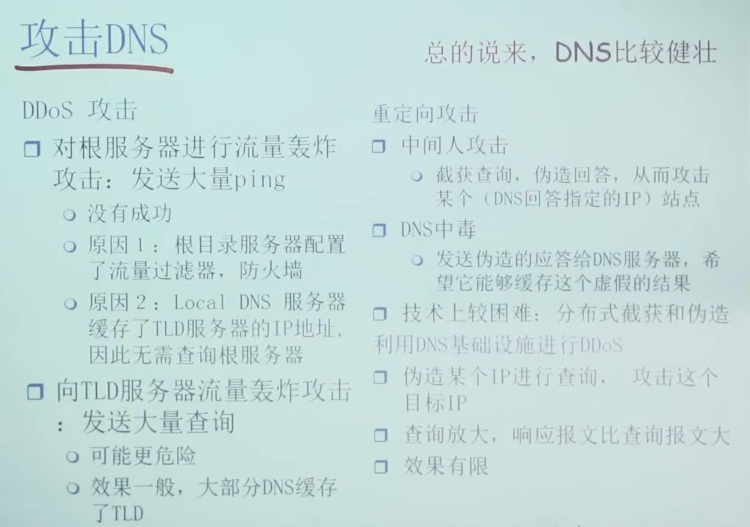 攻击DNS
总的说来，DNS比较健壮
DDoS 攻击
对根服务器进行流量轰炸
攻击：发送大量ping
没有成功
原因1：根目录服务器配置
了流量过滤器，防火墙
原因2：Local DNS 服务器
缓存了TLD服务器的IP地址,
因此无需查询根服务器
向TLD服务器流量轰炸攻击
：发送大量查询
可能更危险
效果一般，大部分DNS缓存
了TLD
重定向攻击
中间人攻击
截获查询，伪造回答，从而攻击
某个（DNS回答指定的IP）站点
DNS中毒
发送伪造的应答给DNS服务器，希
望它能够缓存这个虚假的结果
技术上较困难：分布式截获和伪造
利用DNS基础设施进行DDoS
伪造某个IP进行查询， 攻击这个
目标IP
查询放大，响应报文比查询报文大
效果有限